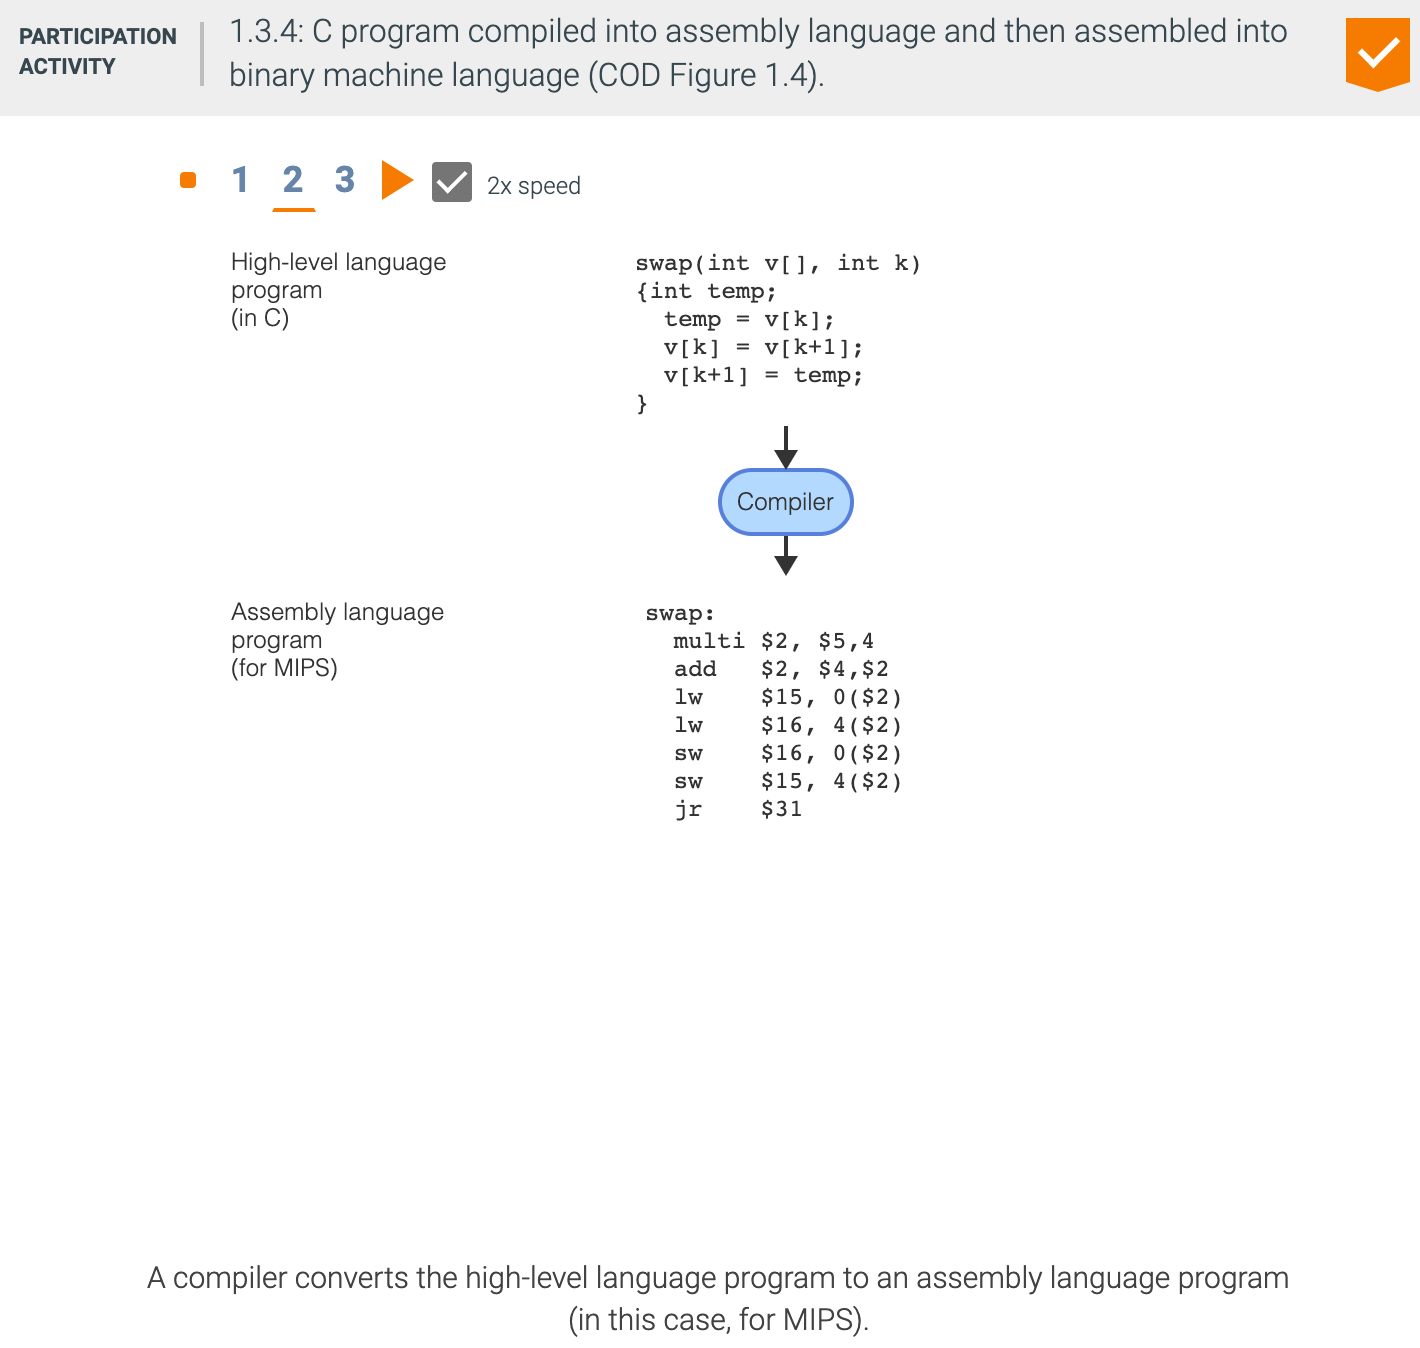 PARTICIPATION
ACTIVITY
1.3.4: C program compiled into assembly language and then assembled into
binary machine language (COD Figure 1.4).
1 2 3 2x speed
High-level language
program
(in C)
swap(int v[], int k)
{int temp;
  temp = v[k];
  v[k] = v[k+1];
  v[k+1] = temp;
}
Compiler
Assembly language
program
(for MIPS)
swap:
  multi $2, $5,4
  add   $2, $4,$2
  lw    $15, 0($2)
  lw    $16, 4($2)
  sw    $16, 0($2)
  sw    $15, 4($2)
  jr    $31
A compiler converts the high-level language program to an assembly language program
(in this case, for MIPS).